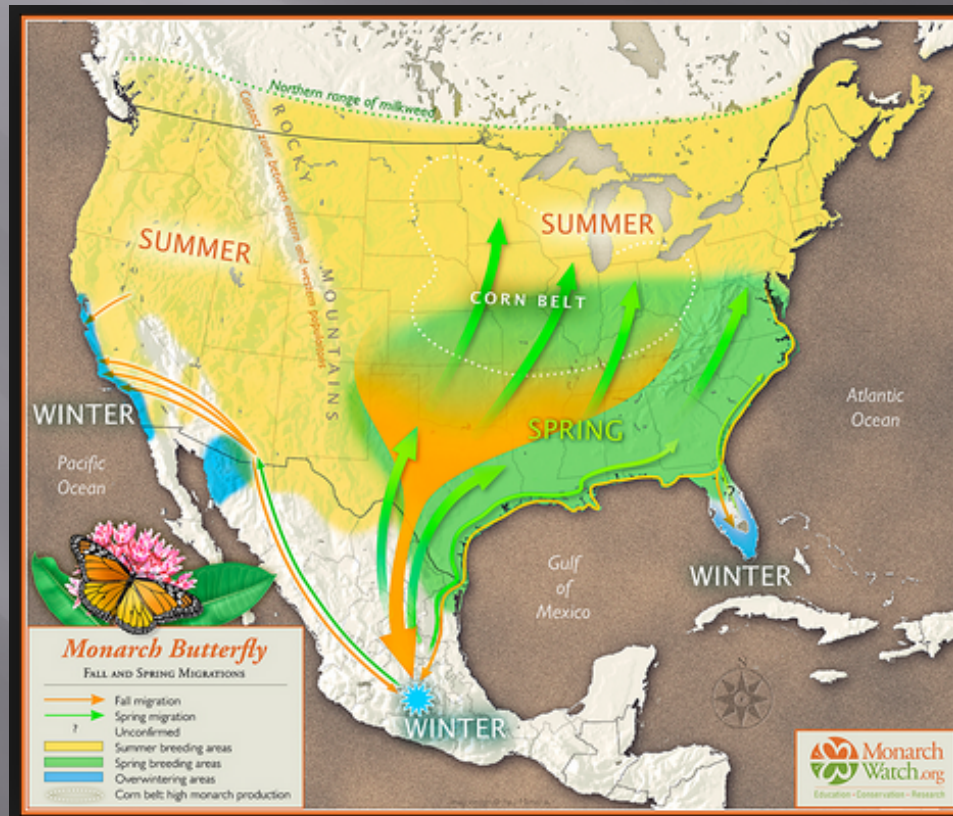 Northern range of milkweed
Contact zone between eastern and western populations
ROCKY
MOUNTAINS
SUMMER
SUMMER
CORN BELT
WINTER
SPRING
Atlantic
Ocean
Pacific
Ocean
?
Gulf
of
Mexico
WINTER
N
WINTER
Monarch Butterfly
FALL AND SPRING MIGRATIONS
Fall migration
Spring migration
? Unconfirmed
Summer breeding areas
Spring breeding areas
Overwintering areas
Corn belt: high monarch production
Monarch
Watch.org
Education • Conservation • Research